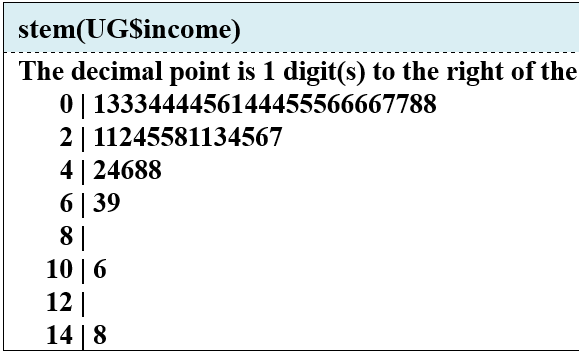 stem(UG$income)
The decimal point is 1 digit(s) to the right of the
0 | 1333444456144455566667788
2 | 11245581134567
4 | 24688
6 | 39
8 |
10 | 6
12 |
14 | 8